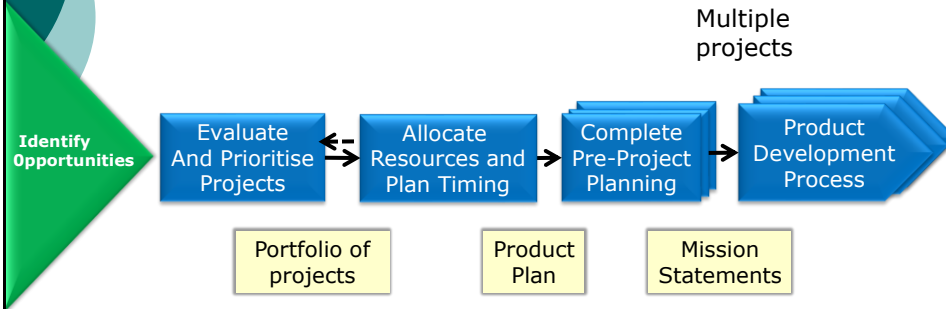 Multiple
projects
Identify
Opportunities
Evaluate
And Prioritise
Projects
Allocate
Resources and
Plan Timing
Complete
Pre-Project
Planning
Product
Development
Process
Portfolio of
projects
Product
Plan
Mission
Statements